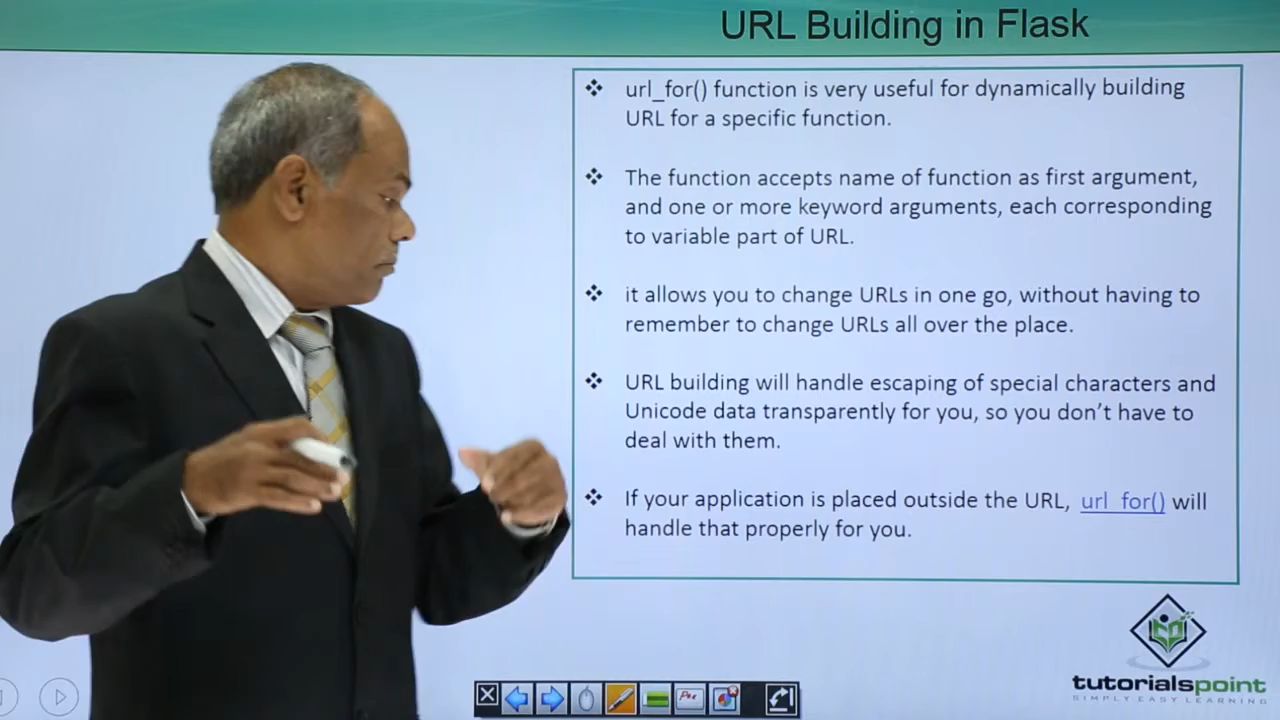 URL Building in Flask
❖ url_for() function is very useful for dynamically building
URL for a specific function.
❖ The function accepts name of function as first argument,
and one or more keyword arguments, each corresponding
to variable part of URL.
❖ it allows you to change URLs in one go, without having to
remember to change URLs all over the place.
❖ URL building will handle escaping of special characters and
Unicode data transparently for you, so you don’t have to
deal with them.
❖ If your application is placed outside the URL, url_for() will
handle that properly for you.
tutorialspoint
SIMPLY EASY LEARNING